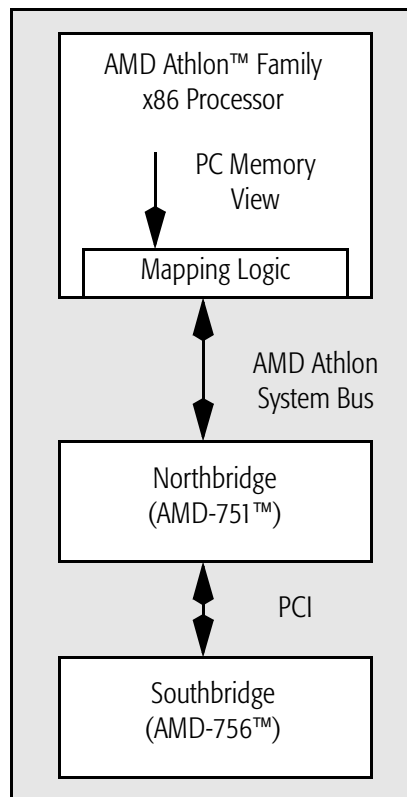 AMD Athlon™ Family
x86 Processor
PC Memory
View
Mapping Logic
AMD Athlon
System Bus
Northbridge
(AMD-751™)
PCI
Southbridge
(AMD-756™)